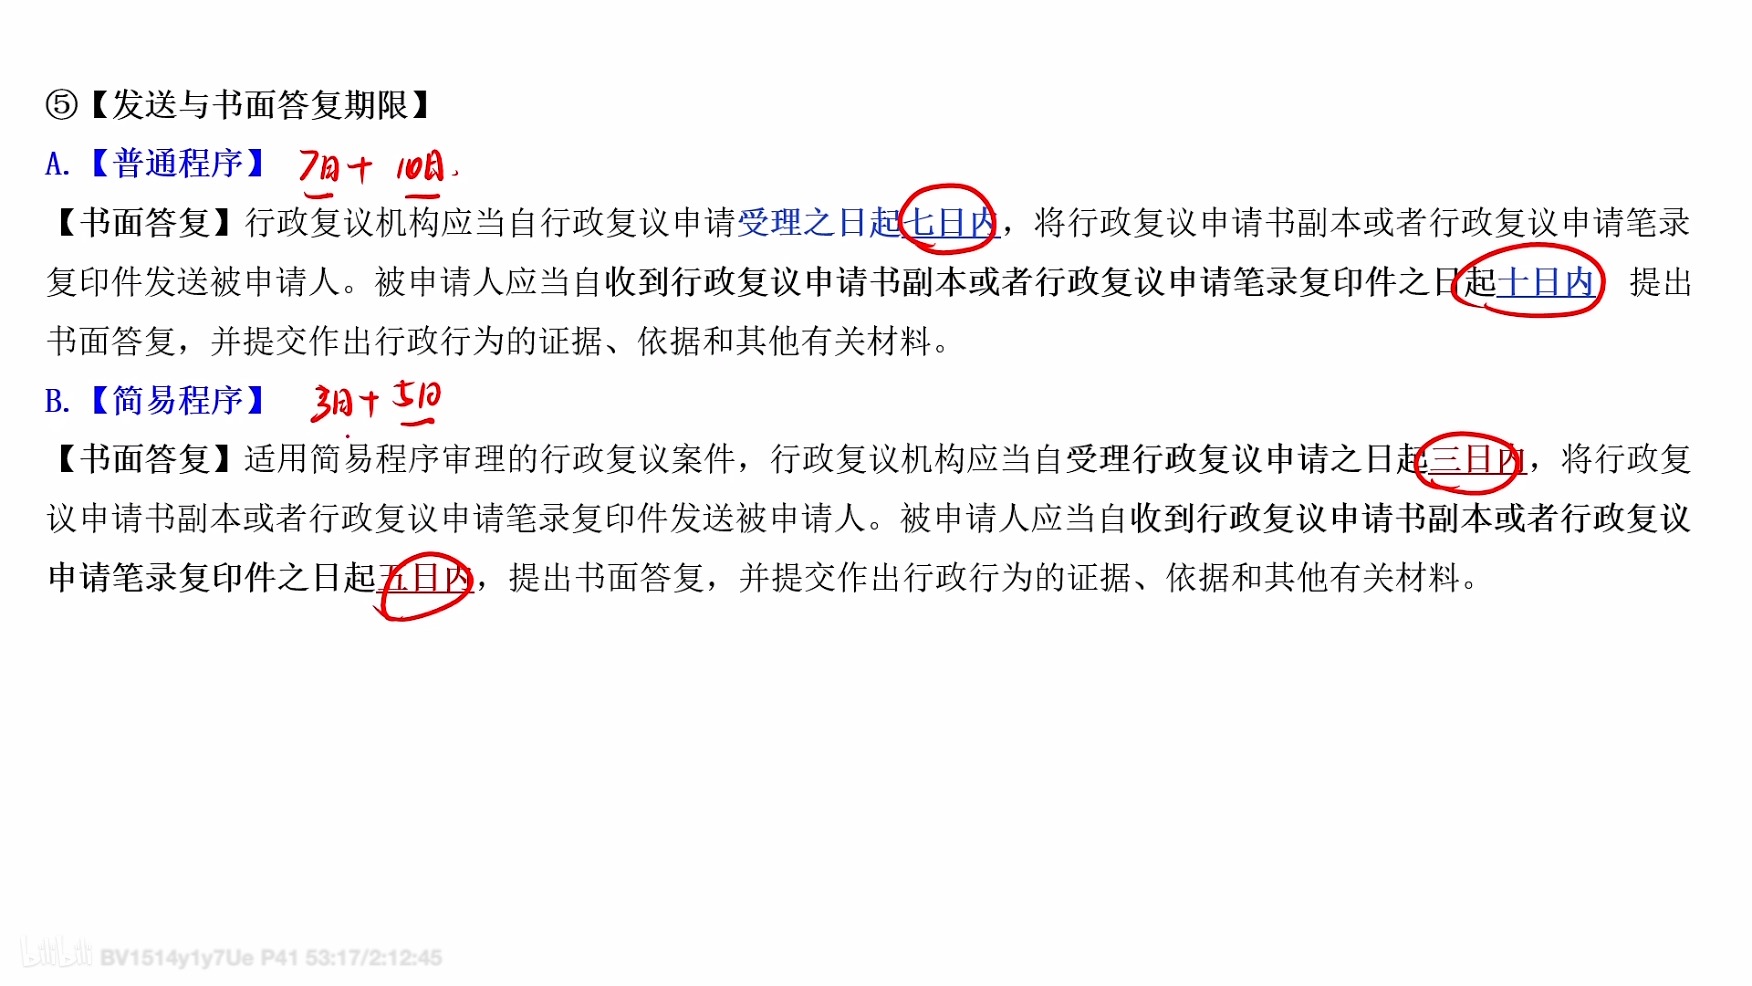 ⑤【发送与书面答复期限】
A.【普通程序】 7日+10日.
【书面答复】行政复议机构应当自行政复议申请受理之日起七日内，将行政复议申请书副本或者行政复议申请笔录
复印件发送被申请人。被申请人应当自收到行政复议申请书副本或者行政复议申请笔录复印件之日起十日内 提出
书面答复，并提交作出行政行为的证据、依据和其他有关材料。
B.【简易程序】 3日+5日
【书面答复】适用简易程序审理的行政复议案件，行政复议机构应当自受理行政复议申请之日起三日内，将行政复
议申请书副本或者行政复议申请笔录复印件发送被申请人。被申请人应当自收到行政复议申请书副本或者行政复议
申请笔录复印件之日起五日内，提出书面答复，并提交作出行政行为的证据、依据和其他有关材料。
bilibili BV1514y1y7Ue P41 53:17/2:12:45